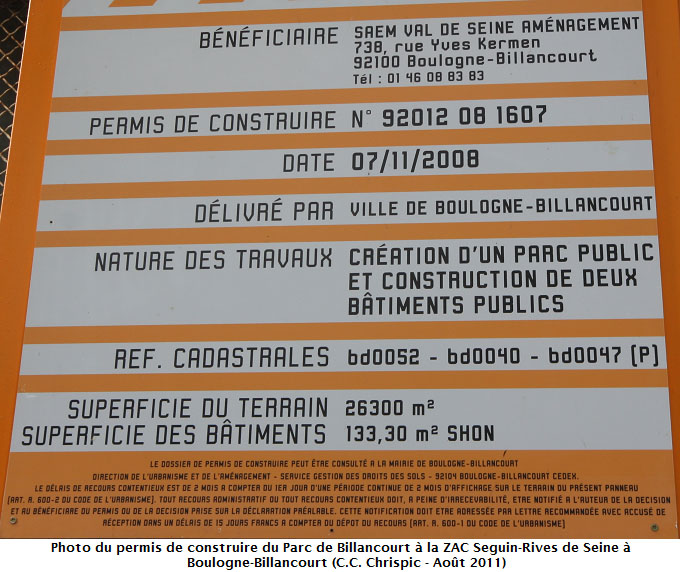 BÉNÉFICIAIRE SAEM VAL DE SEINE AMÉNAGEMENT
738, rue Yves Kermen
92100 Boulogne-Billancourt
Tél : 01 46 08 83 83
PERMIS DE CONSTRUIRE N° 92012 08 1607
DATE 07/11/2008
DÉLIVRÉ PAR VILLE DE BOULOGNE-BILLANCOURT
NATURE DES TRAVAUX CRÉATION D'UN PARC PUBLIC
ET CONSTRUCTION DE DEUX
BÂTIMENTS PUBLICS
REF. CADASTRALES bd0052 - bd0040 - bd0047 (P)
SUPERFICIE DU TERRAIN 26300 m²
SUPERFICIE DES BÂTIMENTS 133,30 m² SHON
LE DOSSIER DE PERMIS DE CONSTRUIRE PEUT ÊTRE CONSULTÉ A LA MAIRIE DE BOULOGNE-BILLANCOURT
DIRECTION DE L'URBANISME ET DE L'AMÉNAGEMENT - SERVICE GESTION DES DROITS DES SOLS - 92104 BOULOGNE-BILLANCOURT CEDEX.
LE DÉLAIS DE RECOURS CONTENTIEUX EST DE 2 MOIS A COMPTER DU 1ER JOUR D'UNE PÉRIODE CONTINUE DE 2 MOIS D'AFFICHAGE SUR LE TERRAIN DU PRÉSENT PANNEAU
(ART. R. 600-2 DU CODE DE L'URBANISME). TOUT RECOURS ADMINISTRATIF OU TOUT RECOURS CONTENTIEUX DOIT, A PEINE D'IRRECEVABILITÉ, ETRE NOTIFIÉ A L'AUTEUR DE LA DECISION
ET AU BÉNÉFICIARE DU PERMIS OU DE LA DECISION PRISE SUR LA DÉCLARATION PRÉALABLE. CETTE NOTIFICATION DOIT ETRE ADRESSÉE PAR LETTRE RECOMMANDÉE AVEC ACCUSÉ DE
RÉCEPTION DANS UN DÉLAIS DE 15 JOURS FRANCS A COMPTER DU DÉPOT DU RECOURS (ART. R. 600-1 DU CODE DE L'URBANISME)
Photo du permis de construire du Parc de Billancourt à la ZAC Seguin-Rives de Seine à
Boulogne-Billancourt (C.C. Chrispic - Août 2011)